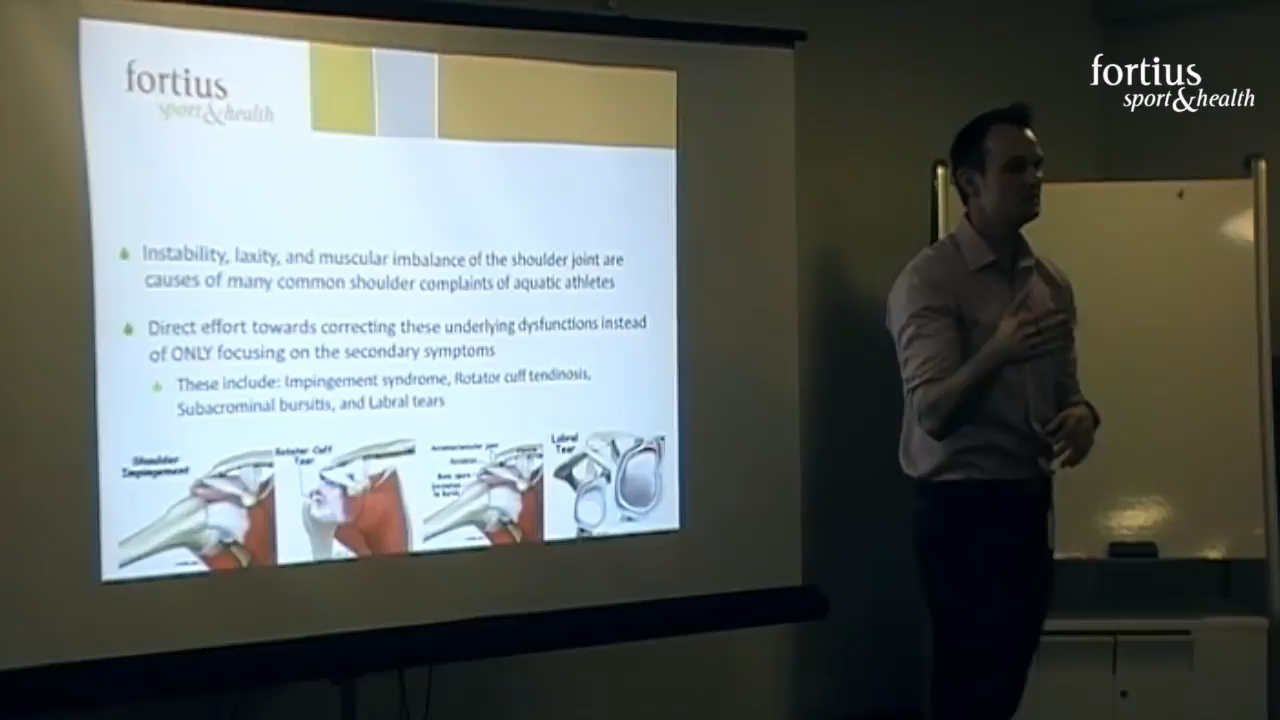 fortius
sport&health
Instability, laxity, and muscular imbalance of the shoulder joint are
causes of many common shoulder complaints of aquatic athletes
Direct effort towards correcting these underlying dysfunctions instead
of ONLY focusing on the secondary symptoms
These include: Impingement syndrome, Rotator cuff tendinosis,
Subacrominal bursitis, and Labral tears
Shoulder
Impingement
Rotator Cuff
Tear
Labral
Tear
fortius
sport&health